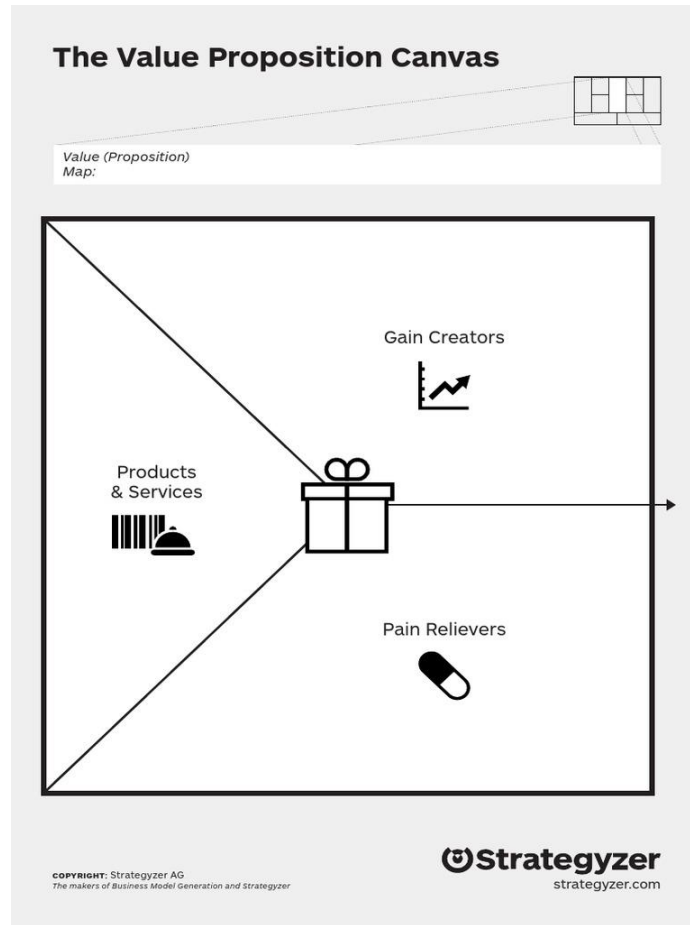 The Value Proposition Canvas
Value (Proposition)
Map:
Gain Creators
Products
& Services
Pain Relievers
COPYRIGHT: Strategyzer AG
The makers of Business Model Generation and Strategyzer
Strategyzer
strategyzer.com